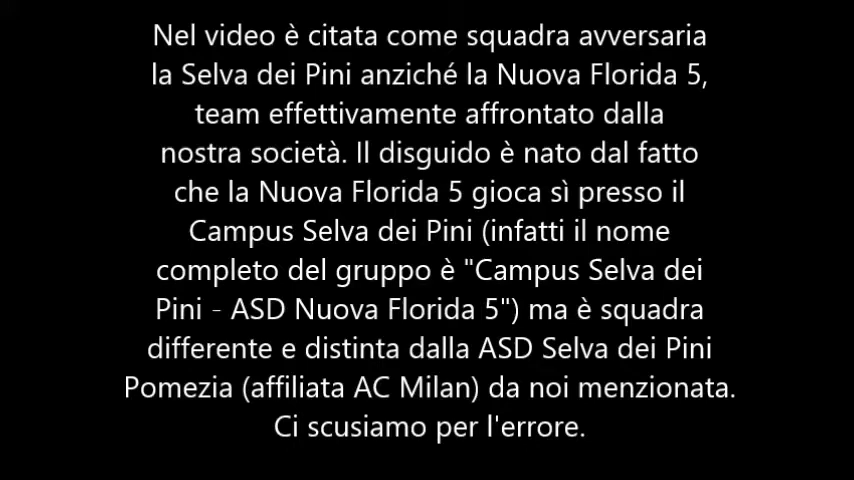 Nel video è citata come squadra avversaria
la Selva dei Pini anziché la Nuova Florida 5,
team effettivamente affrontato dalla
nostra società. Il disguido è nato dal fatto
che la Nuova Florida 5 gioca sì presso il
Campus Selva dei Pini (infatti il nome
completo del gruppo è "Campus Selva dei
Pini - ASD Nuova Florida 5") ma è squadra
differente e distinta dalla ASD Selva dei Pini
Pomezia (affiliata AC Milan) da noi menzionata.
Ci scusiamo per l'errore.